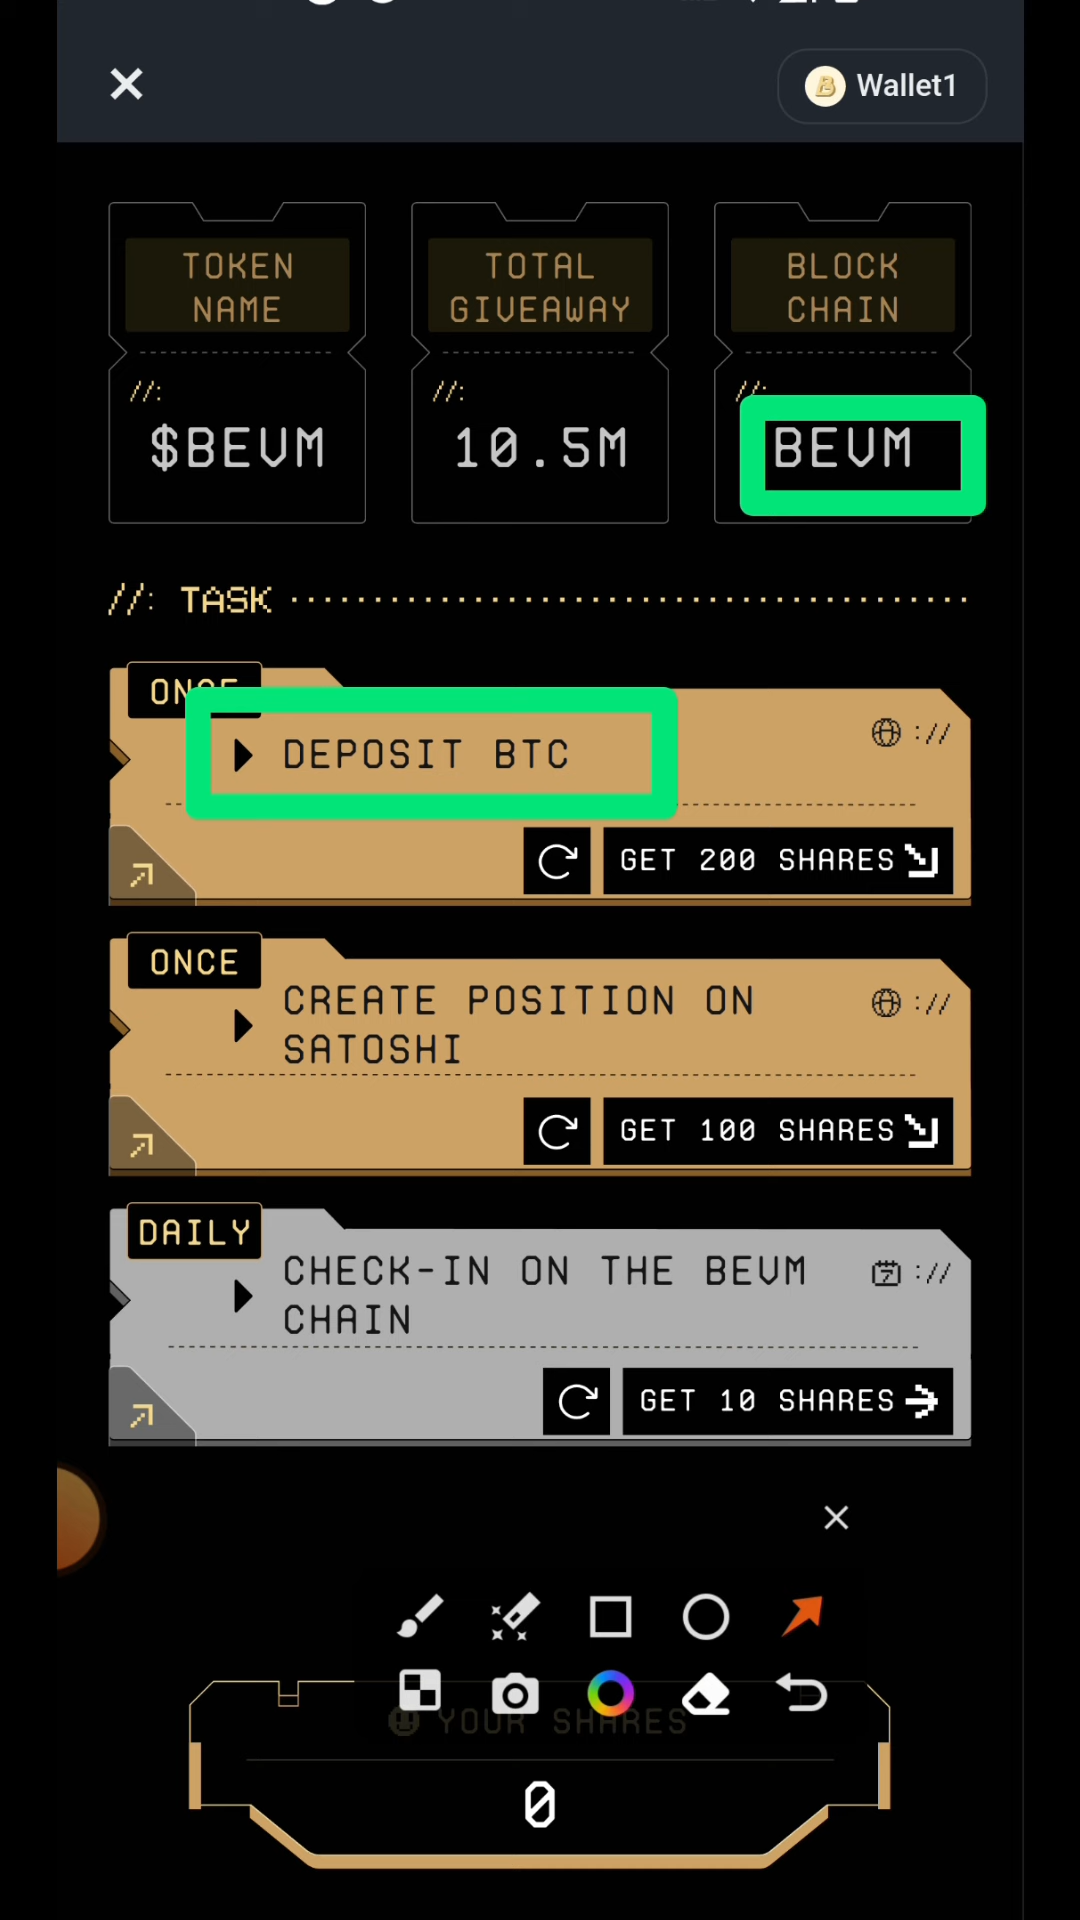 Wallet1
TOKEN
NAME
//:
$BEVM
TOTAL
GIVEAWAY
//:
10.5M
BLOCK
CHAIN
//:
BEVM
//: TASK
ONCE
DEPOSIT BTC
://
GET 200 SHARES
ONCE
CREATE POSITION ON
SATOSHI
://
GET 100 SHARES
DAILY
CHECK-IN ON THE BEVM
CHAIN
7 ://
GET 10 SHARES
YOUR SHARES
0